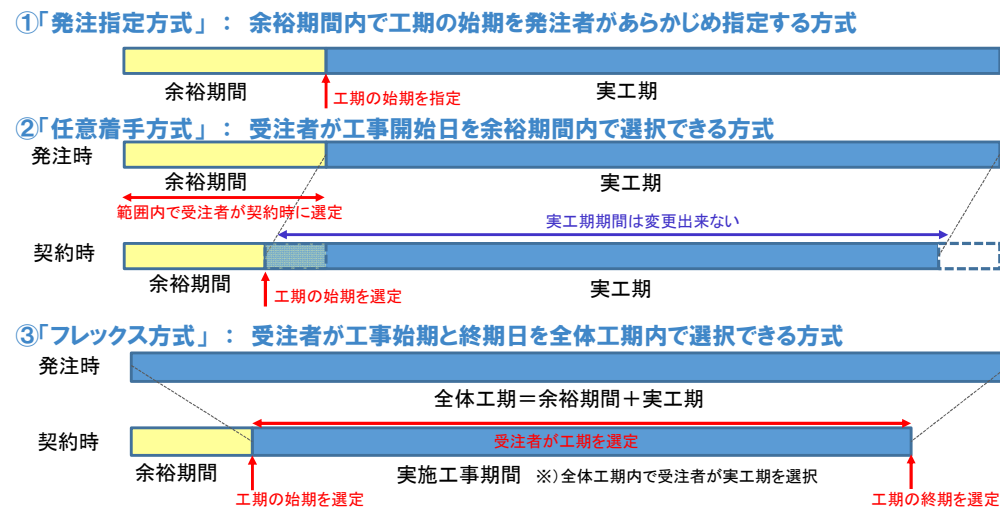 ①「発注指定方式」： 余裕期間内で工期の始期を発注者があらかじめ指定する方式
余裕期間
工期の始期を指定
実工期
②「任意着手方式」： 受注者が工事開始日を余裕期間内で選択できる方式
発注時
余裕期間
実工期
範囲内で受注者が契約時に選定
実工期期間は変更出来ない
契約時
余裕期間
工期の始期を選定
実工期
③「フレックス方式」： 受注者が工事始期と終期日を全体工期内で選択できる方式
発注時
全体工期＝余裕期間＋実工期
契約時
受注者が工期を選定
余裕期間
実施工事期間 ※）全体工期内で受注者が実工期を選択
工期の始期を選定
工期の終期を選定